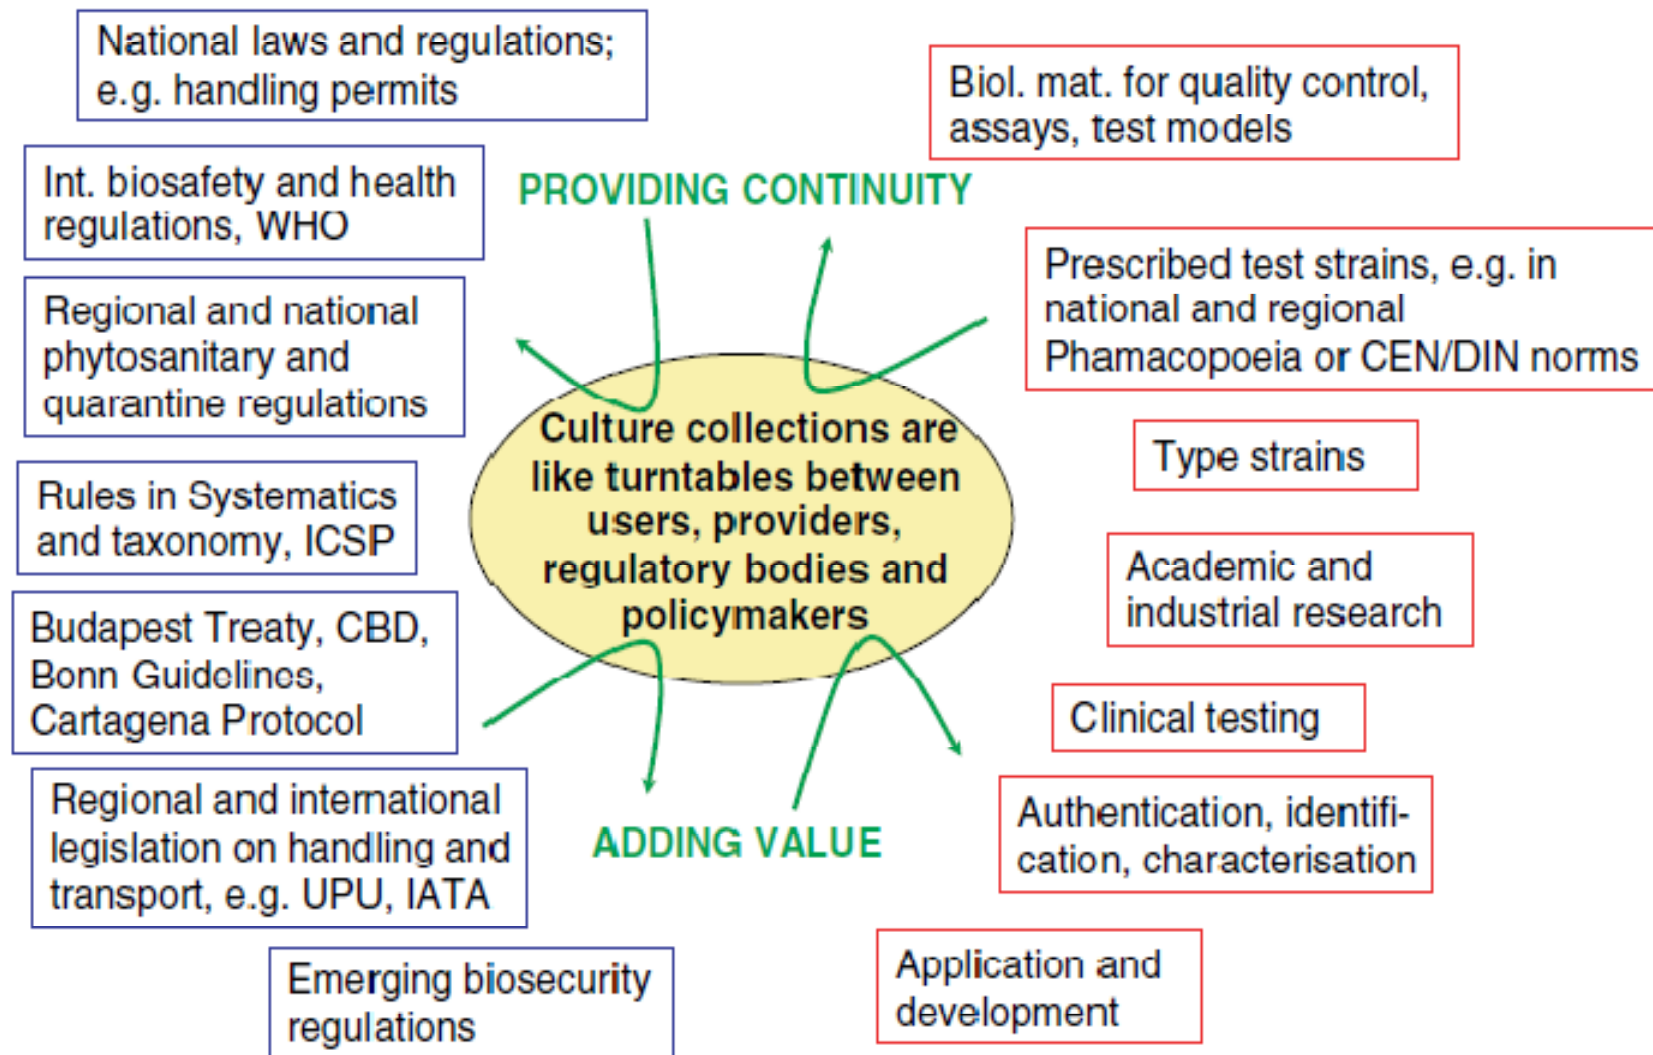 National laws and regulations;
e.g. handling permits
Int. biosafety and health
regulations, WHO
Regional and national
phytosanitary and
quarantine regulations
Rules in Systematics
and taxonomy, ICSP
Budapest Treaty, CBD,
Bonn Guidelines,
Cartagena Protocol
Regional and international
legislation on handling and
transport, e.g. UPU, IATA
Emerging biosecurity
regulations
PROVIDING CONTINUITY
Culture collections are
like turntables between
users, providers,
regulatory bodies and
policymakers
ADDING VALUE
Biol. mat. for quality control,
assays, test models
Prescribed test strains, e.g. in
national and regional
Phamacopoeia or CEN/DIN norms
Type strains
Academic and
industrial research
Clinical testing
Authentication, identifi-
cation, characterisation
Application and
development